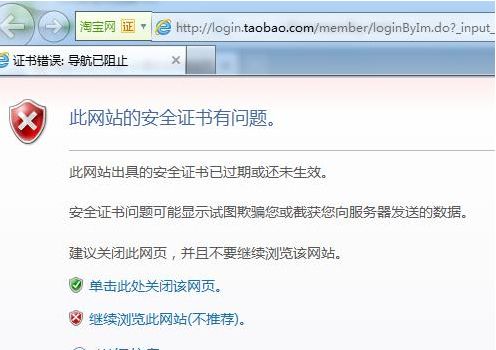 淘宝网 证 http://login.taobao.com/member/loginByIm.do?_input_
证书错误: 导航已阻止
此网站的安全证书有问题。
此网站出具的安全证书已过期或还未生效。
安全证书问题可能显示试图欺骗您或截获您向服务器发送的数据。
建议关闭此网页，并且不要继续浏览该网站。
单击此处关闭该网页。
继续浏览此网站(不推荐)。